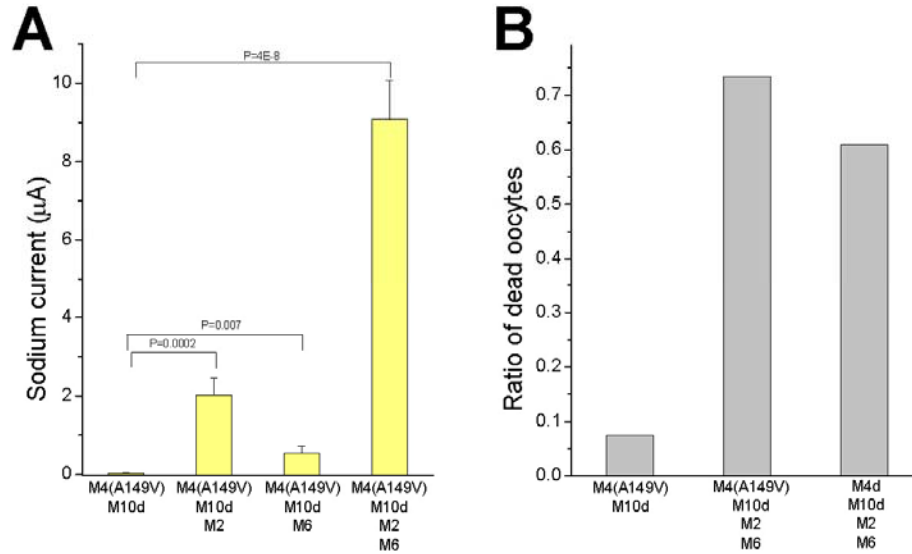 A
P=4E-8
10
8
6
4
2
0
Sodium current (µA)
P=0.007
P=0.0002
M4(A149V) M4(A149V) M4(A149V) M4(A149V)
M10d M10d M10d M10d
M2 M6 M2
M6
B
0.7
0.6
0.5
0.4
0.3
0.2
0.1
0.0
Ratio of dead oocytes
M4(A149V) M4(A149V) M4d
M10d M10d M10d
M2 M2
M6 M6